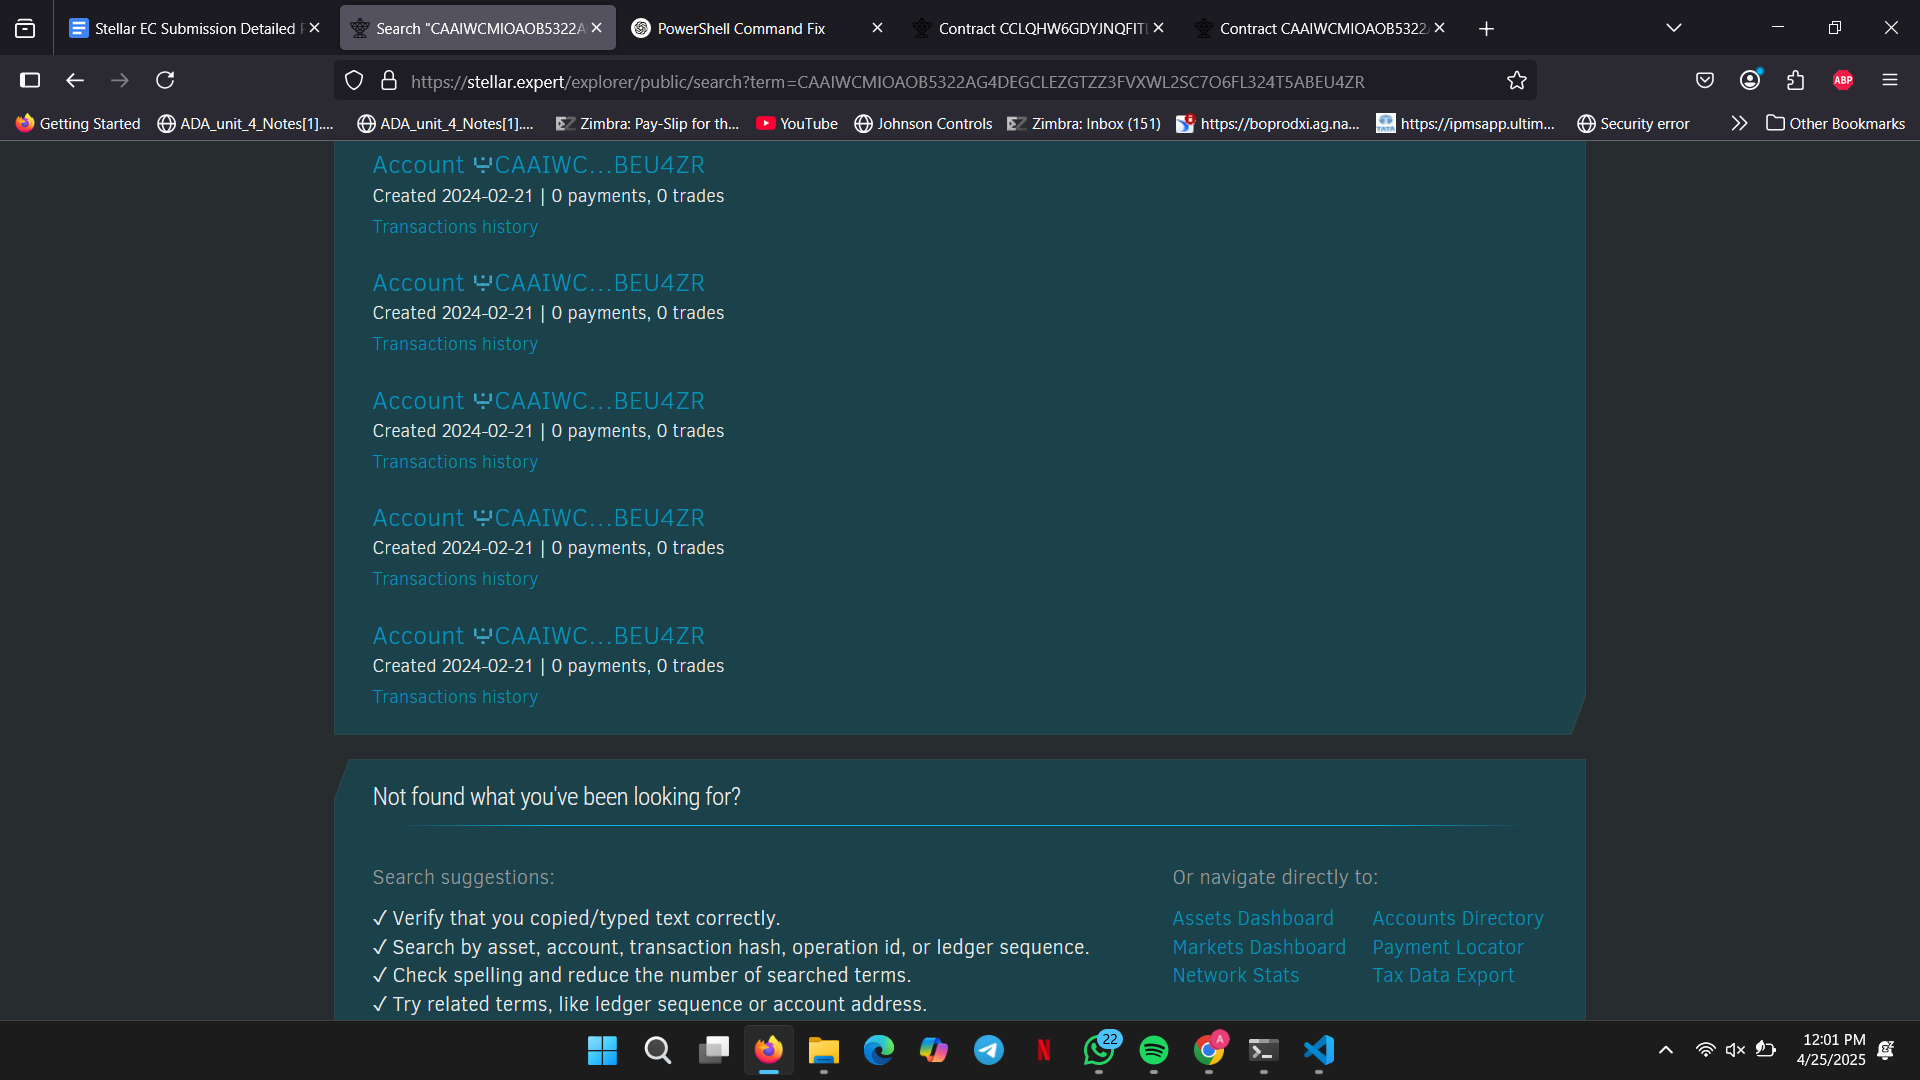 Stellar EC Submission Detailed
Search "CAAIWCMIOAOB5322A
PowerShell Command Fix
Contract CCLQHW6GDYJNQFITL
Contract CAAIWCMIOAOB5322
https://stellar.expert/explorer/public/search?term=CAAIWCMIOAOB5322AG4DEGCLEZGTZZ3FVXWL2SC7O6FL324T5ABEU4ZR
ABP
Getting Started
ADA_unit_4_Notes[1]....
ADA_unit_4_Notes[1]....
Zimbra: Pay-Slip for th...
YouTube
Johnson Controls
Zimbra: Inbox (151)
https://boprodxi.ag.na...
https://ipmsapp.ultim...
Security error
Other Bookmarks
Account CAAIWC...BEU4ZR
Created 2024-02-21 | 0 payments, 0 trades
Transactions history
Account CAAIWC...BEU4ZR
Created 2024-02-21 | 0 payments, 0 trades
Transactions history
Account CAAIWC...BEU4ZR
Created 2024-02-21 | 0 payments, 0 trades
Transactions history
Account CAAIWC...BEU4ZR
Created 2024-02-21 | 0 payments, 0 trades
Transactions history
Account CAAIWC...BEU4ZR
Created 2024-02-21 | 0 payments, 0 trades
Transactions history
Not found what you've been looking for?
Search suggestions:
✓ Verify that you copied/typed text correctly.
✓ Search by asset, account, transaction hash, operation id, or ledger sequence.
✓ Check spelling and reduce the number of searched terms.
✓ Try related terms, like ledger sequence or account address.
Or navigate directly to:
Assets Dashboard
Accounts Directory
Markets Dashboard
Payment Locator
Network Stats
Tax Data Export
22
A
12:01 PM
4/25/2025